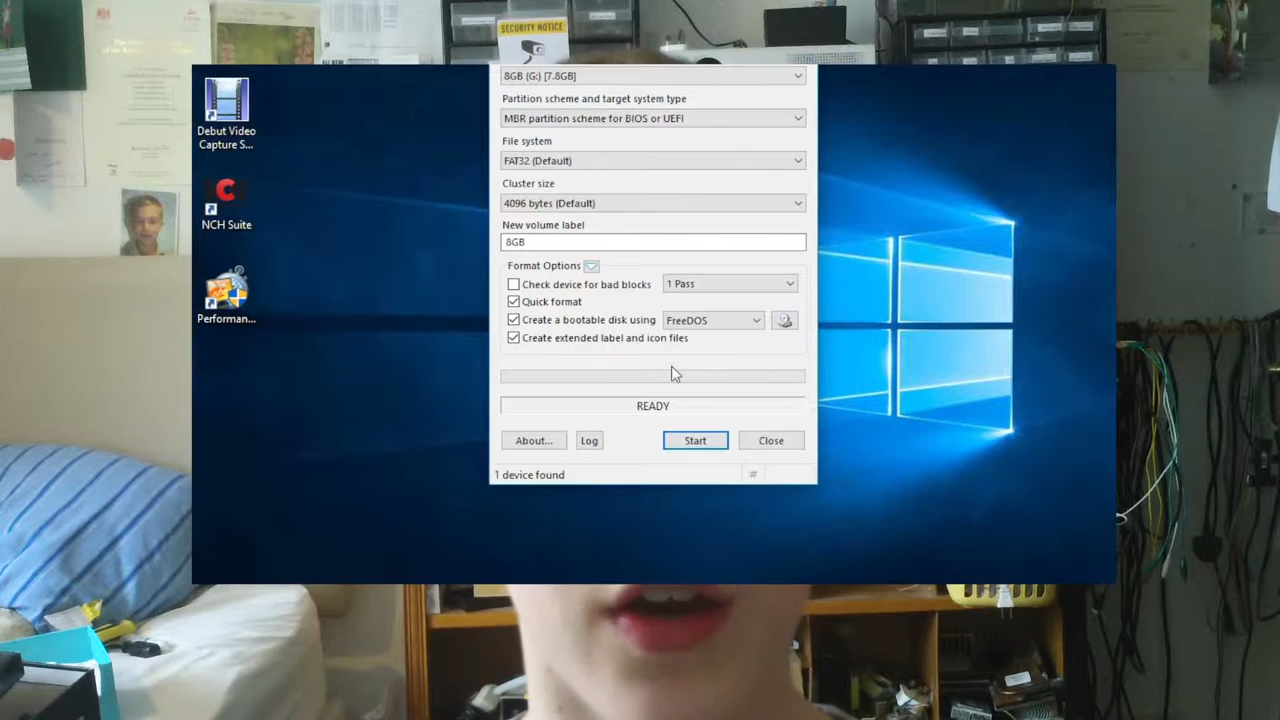 SECURITY NOTICE
8GB (G:) [7.8GB]
Debut Video
Capture S...
Partition scheme and target system type
MBR partition scheme for BIOS or UEFI
File system
FAT32 (Default)
Cluster size
4096 bytes (Default)
NCH Suite
New volume label
8GB
Format Options
Check device for bad blocks
1 Pass
Quick format
Performan...
Create a bootable disk using
FreeDOS
Create extended label and icon files
READY
About...
Log
Start
Close
1 device found
#